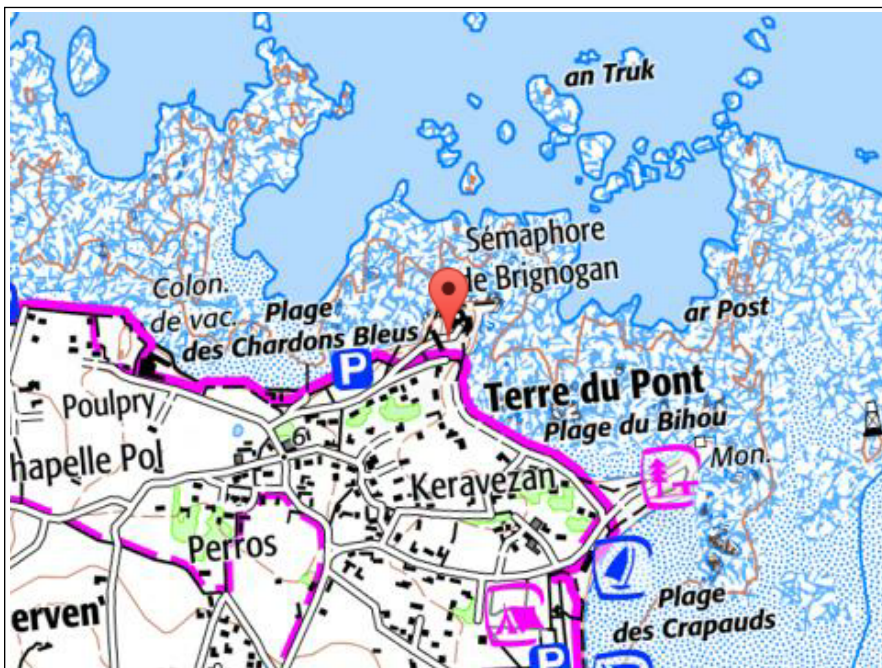 an Truk
Sémaphore
de Brignogan
Colon.
de vac.
Plage
des Chardons Bleus
ar Post
P
Terre du Pont
Poulpry
Plage du Bihou
6
hapelle Pol
Mon.
Keravezan
Perros
T L
Plage
des Crapauds
erven
P